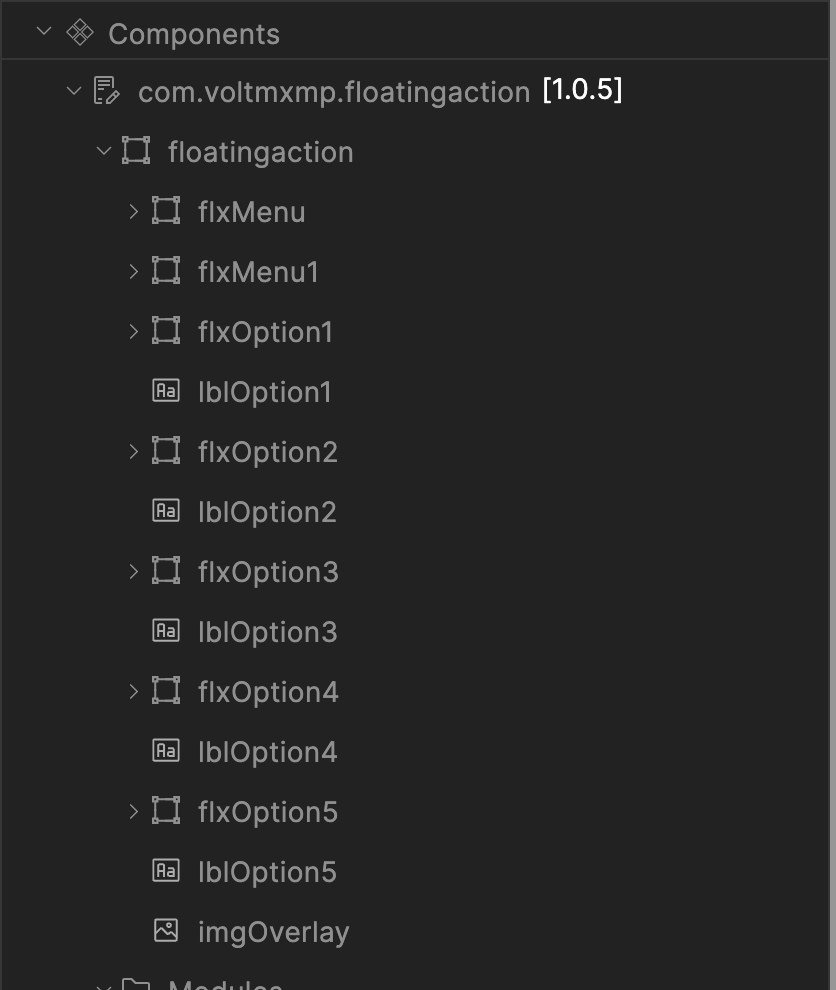 Components
com.voltmxmp.floatingaction [1.0.5]
floatingaction
flxMenu
flxMenu1
flxOption1
lblOption1
flxOption2
lblOption2
flxOption3
lblOption3
flxOption4
lblOption4
flxOption5
lblOption5
imgOverlay
Modules